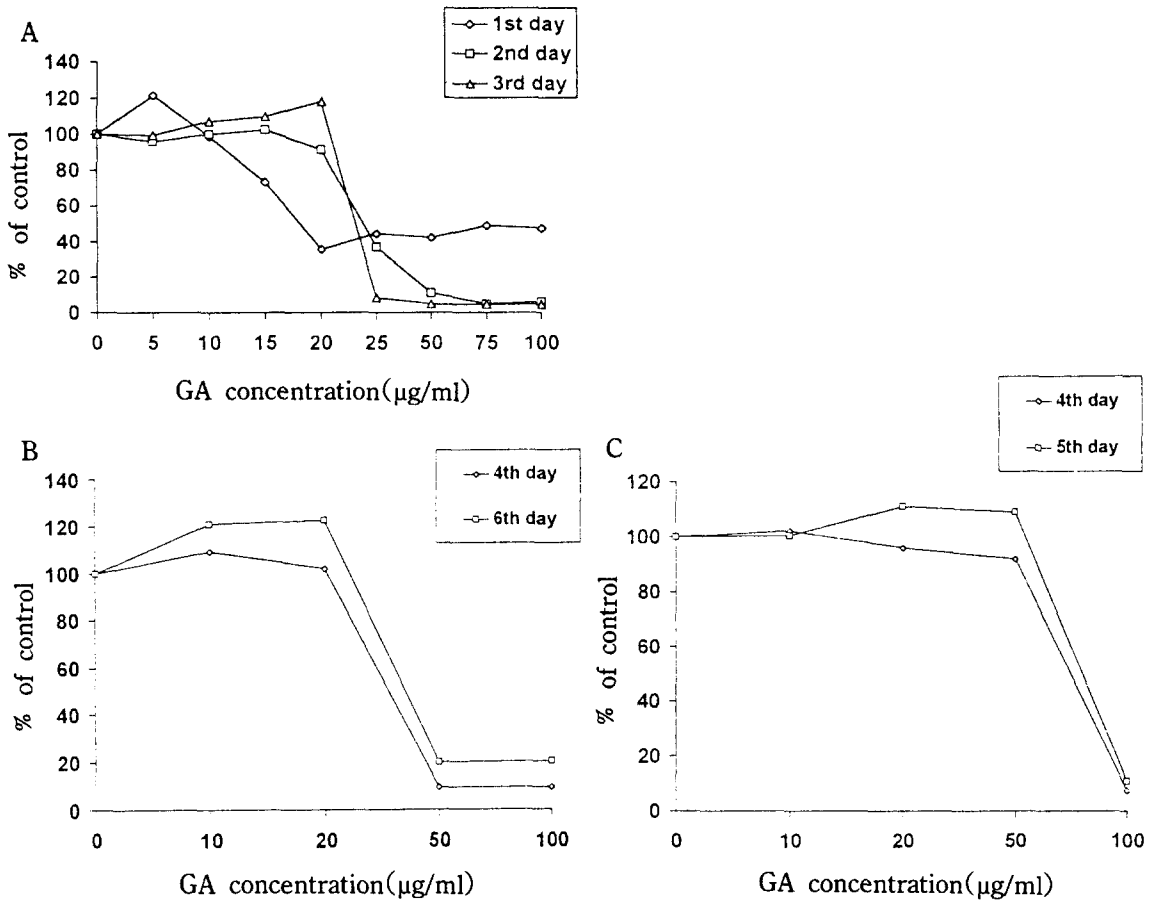 A
1st day
2nd day
3rd day
140
120
100
80
60
40
20
0
% of control
0 5 10 15 20 25 50 75 100
GA concentration(µg/ml)
B
4th day
6th day
140
120
100
80
60
40
20
0
% of control
0 10 20 50 100
GA concentration(µg/ml)
C
4th day
5th day
120
100
80
60
40
20
0
% of control
0 10 20 50 100
GA concentration(µg/ml)